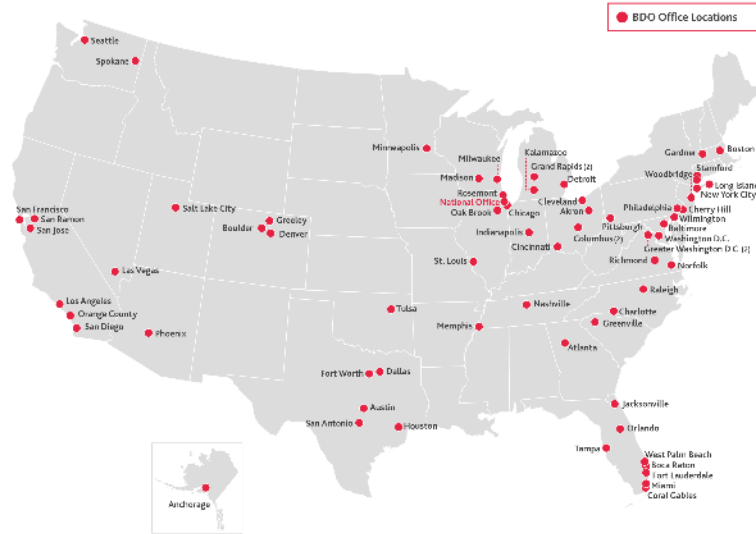 BDO Office Locations
Seattle
Spokane
Minneapolis
Kalamazoo
Milwaukee
Grand Rapids (2)
Madison
Detroit
Rosemont
Cleveland
National Office
Akron
Oak Brook
Chicago
Gardner
Boston
Stamford
Woodbridge
Long Island
New York City
Philadelphia
Cherry Hill
Wilmington
Pittsburgh
Baltimore
Columbus (2)
Washington D.C.
Greater Washington D.C. (2)
Indianapolis
Cincinnati
Richmond
Norfolk
St. Louis
San Francisco
San Ramon
San Jose
Salt Lake City
Greeley
Boulder
Denver
Las Vegas
Los Angeles
Orange County
San Diego
Phoenix
Tulsa
Nashville
Memphis
Raleigh
Charlotte
Greenville
Atlanta
Fort Worth
Dallas
Austin
San Antonio
Houston
Jacksonville
Orlando
Tampa
West Palm Beach
Boca Raton
Fort Lauderdale
Miami
Coral Gables
Anchorage